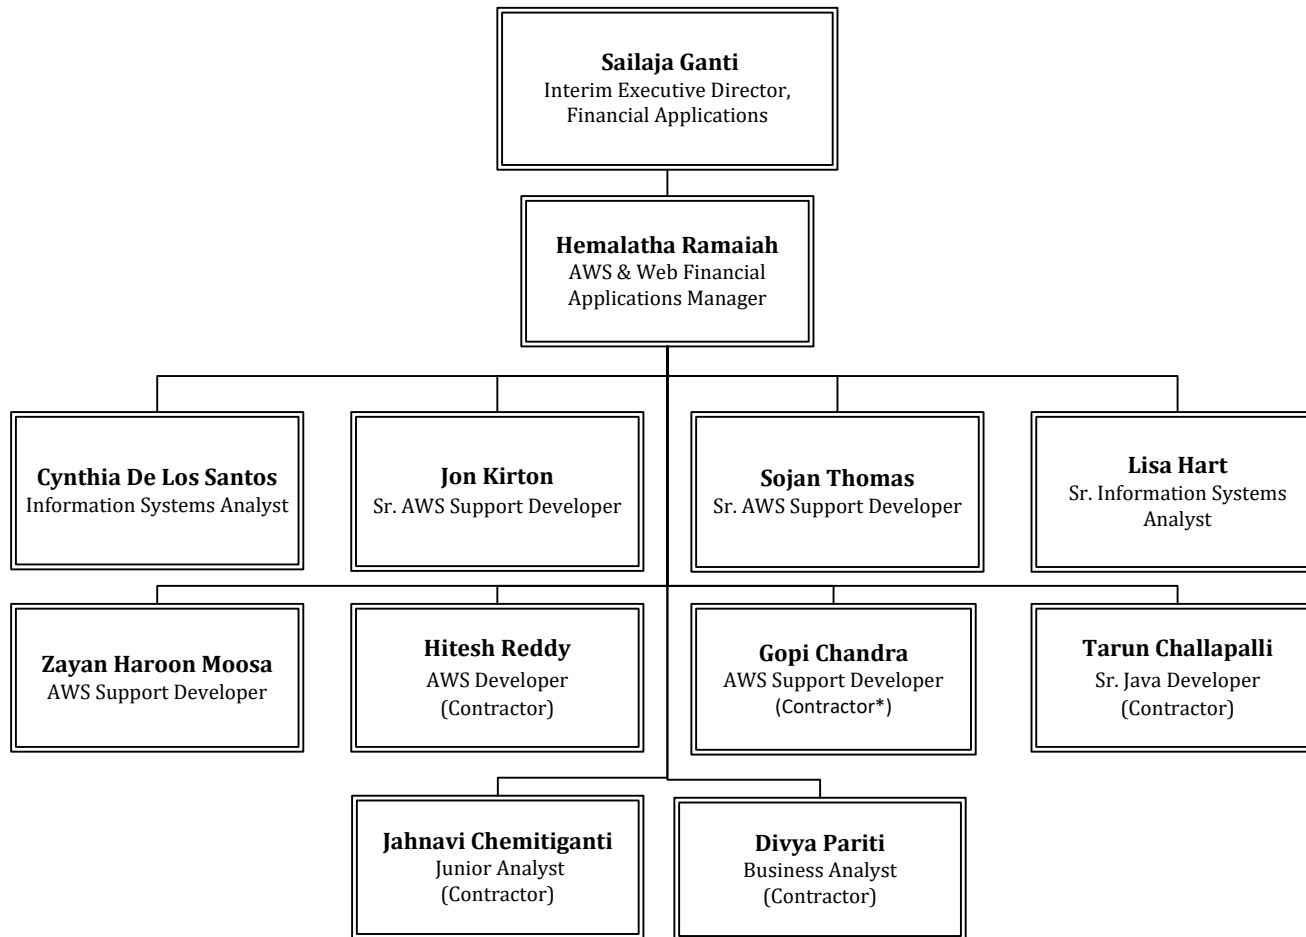 Sailaja Ganti
Interim Executive Director,
Financial Applications
Hemalatha Ramaiah
AWS & Web Financial
Applications Manager
Cynthia De Los Santos
Information Systems Analyst
Jon Kirton
Sr. AWS Support Developer
Sojan Thomas
Sr. AWS Support Developer
Lisa Hart
Sr. Information Systems
Analyst
Zayan Haroon Moosa
AWS Support Developer
Hitesh Reddy
AWS Developer
(Contractor)
Gopi Chandra
AWS Support Developer
(Contractor*)
Tarun Challapalli
Sr. Java Developer
(Contractor)
Jahnavi Chemitiganti
Junior Analyst
(Contractor)
Divya Pariti
Business Analyst
(Contractor)